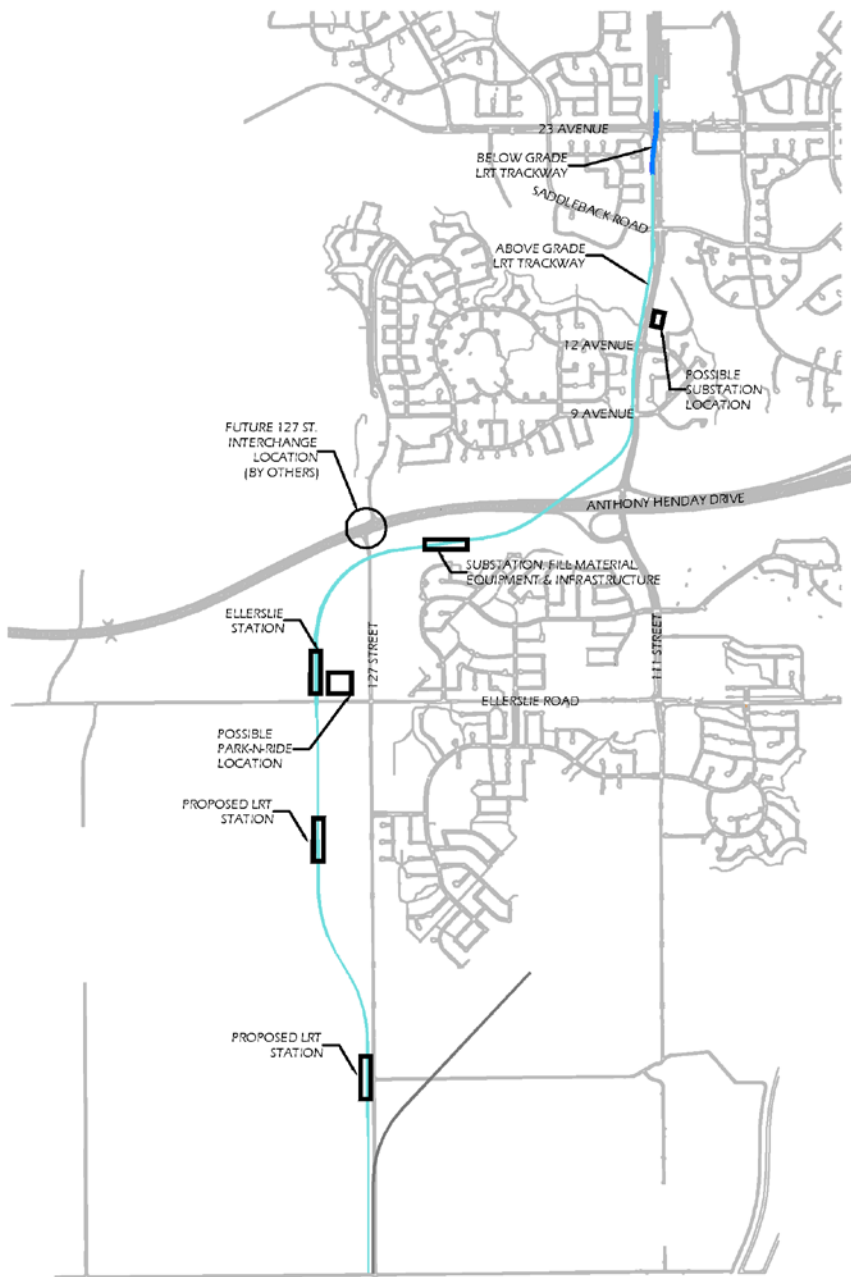 23 AVENUE
BELOW GRADE
LRT TRACKWAY
SADDLEBACK ROAD
ABOVE GRADE
LRT TRACKWAY
12 AVENUE
POSSIBLE
SUBSTATION
LOCATION
9 AVENUE
FUTURE 127 ST.
INTERCHANGE
LOCATION
(BY OTHERS)
ANTHONY HENDAY DRIVE
SUBSTATION, FILL MATERIAL
EQUIPMENT & INFRASTRUCTURE
ELLERSLIE
STATION
127 STREET
111 STREET
ELLERSLIE ROAD
POSSIBLE
PARK-N-RIDE
LOCATION
PROPOSED LRT
STATION
PROPOSED LRT
STATION